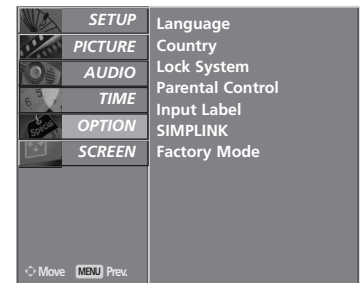 SETUP
PICTURE
AUDIO
TIME
OPTION
SCREEN
Language
Country
Lock System
Parental Control
Input Label
SIMPLINK
Factory Mode
Special
Move MENU Prev.